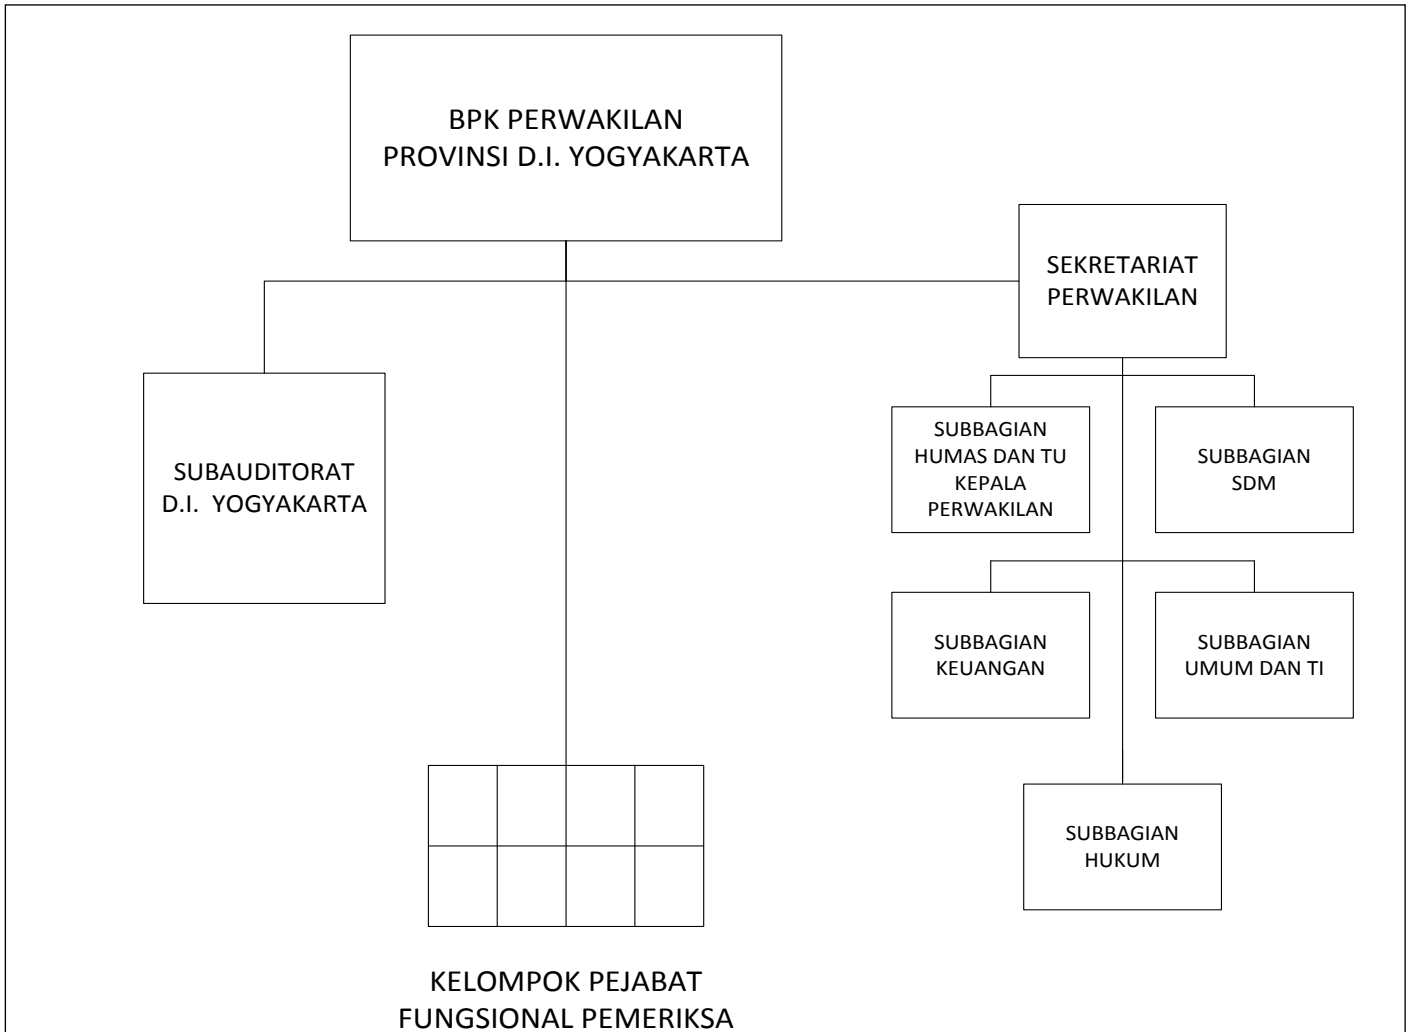 BPK PERWAKILAN
PROVINSI D.I. YOGYAKARTA
SEKRETARIAT
PERWAKILAN
SUBAUDITORAT
D.I. YOGYAKARTA
SUBBAGIAN
HUMAS DAN TU
KEPALA
PERWAKILAN
SUBBAGIAN
SDM
SUBBAGIAN
KEUANGAN
SUBBAGIAN
UMUM DAN TI
SUBBAGIAN
HUKUM
KELOMPOK PEJABAT
FUNGSIONAL PEMERIKSA